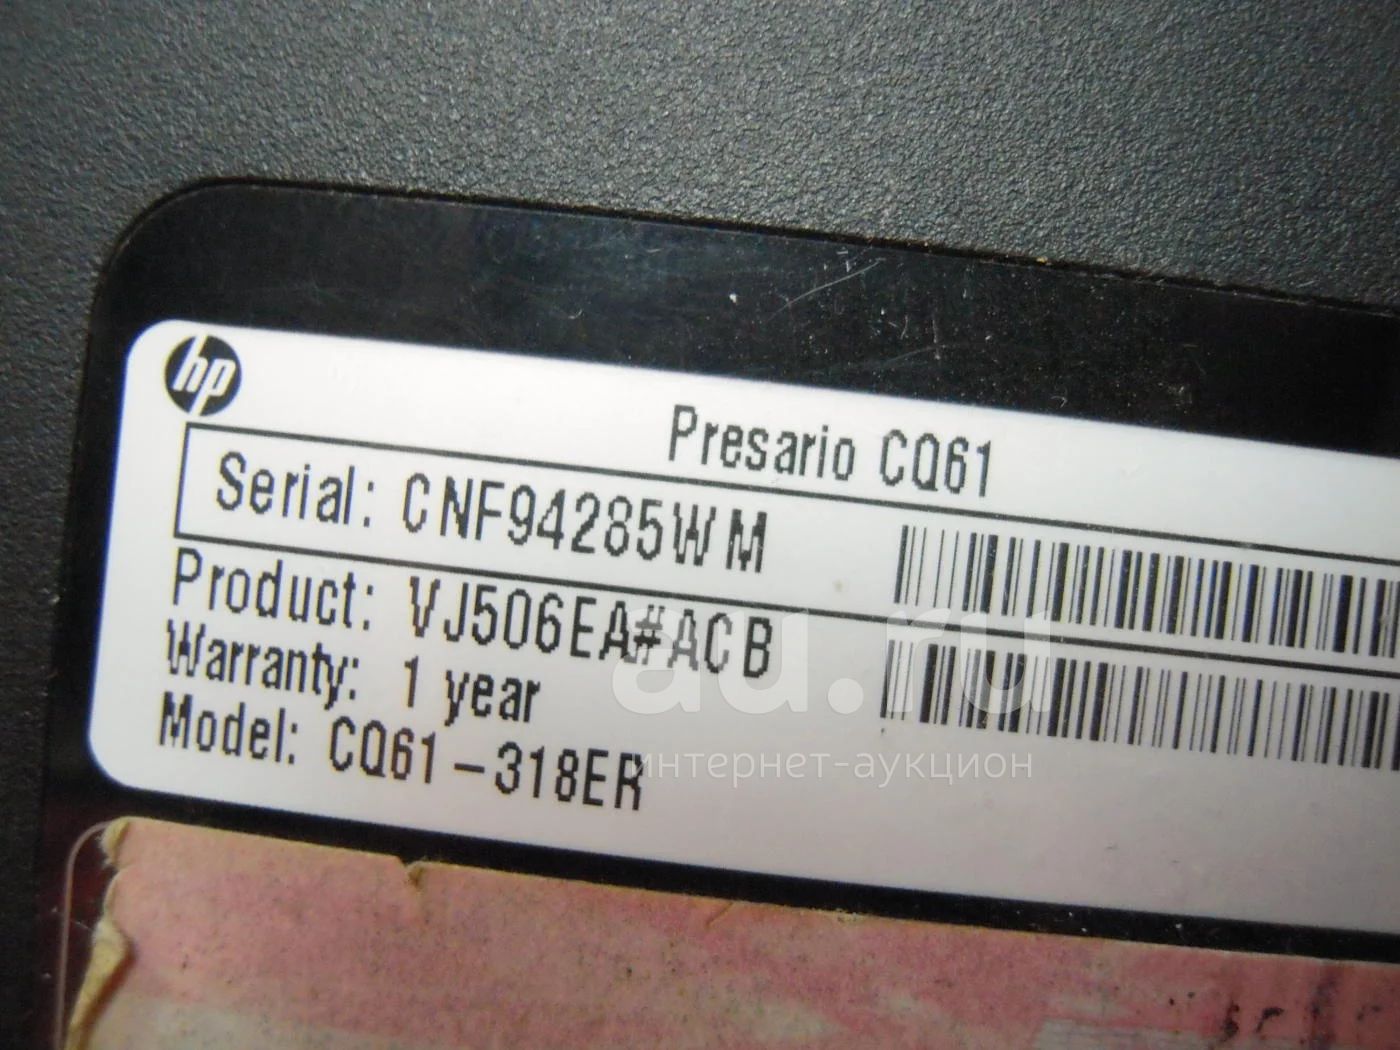 hp
Presario CQ61
Serial: CNF94285WM
Product: VJ506EA#ACB
Warranty: 1 year
Model: CQ61-318ER
au.ru
интернет-аукцион